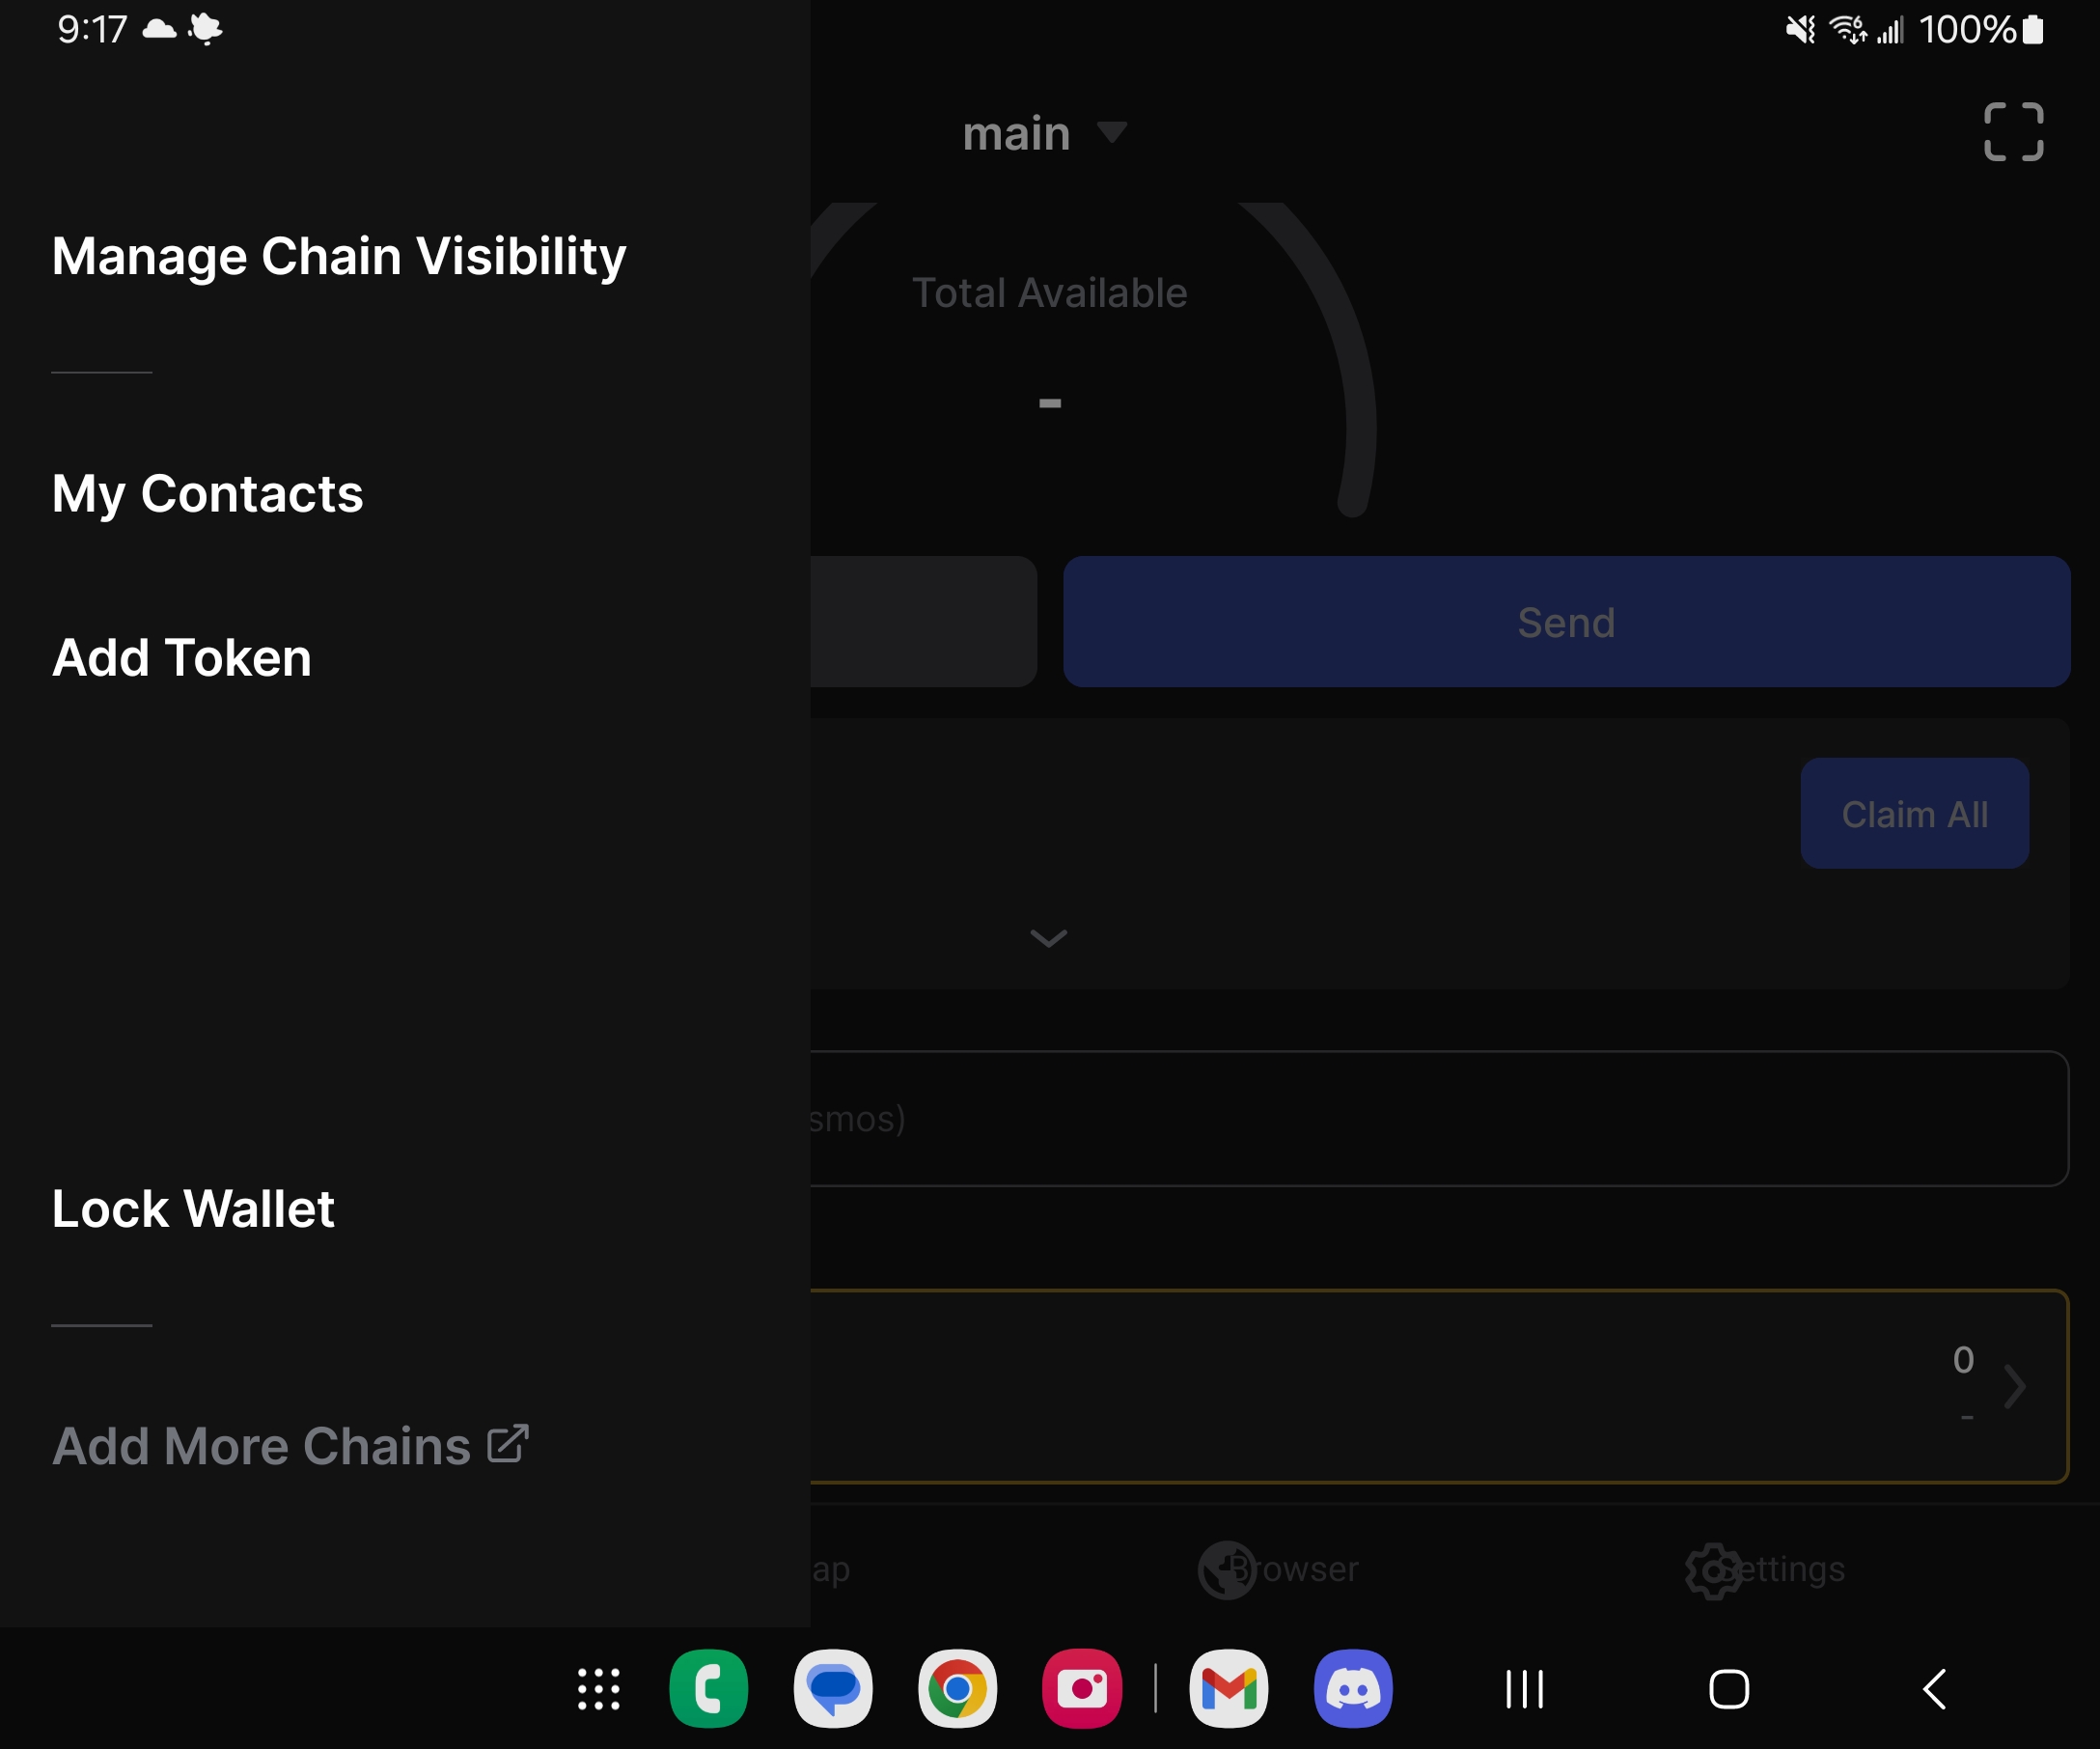 9:17
100%
main
Manage Chain Visibility
Total Available
-
My Contacts
Send
Add Token
Claim All
smos)
Lock Wallet
0
-
Add More Chains
ap
Browser
Settings